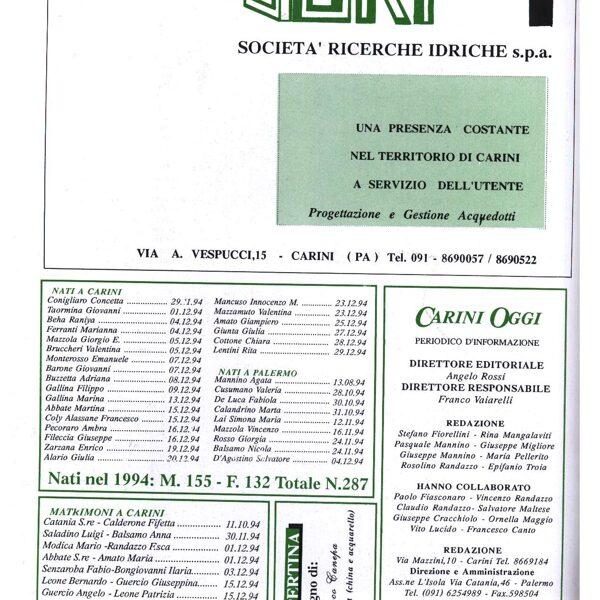 SOCIETA' RICERCHE IDRICHE s.p.a.
UNA PRESENZA COSTANTE
NEL TERRITORIO DI CARINI
A SERVIZIO DELL'UTENTE
Progettazione e Gestione Acquedotti
VIA A. VESPUCCI,15 - CARINI (PA) Tel. 091 - 8690057 / 8690522
NATI A CARINI
Conigliaro Concetta .................. 29.11.94
Taormina Giovanni .................. 01.12.94
Beha Raniya .................. 04.12.94
Ferranti Marianna .................. 04.12.94
Mazzola Giorgio E. .................. 05.12.94
Bruccheri Valentina .................. 05.12.94
Monterosso Emanuele .................. 07.12.94
Barone Giovanni .................. 07.12.94
Buzzetta Adriana .................. 08.12.94
Gallina Filippo .................. 09.12.94
Gallina Marina .................. 13.12.94
Abbate Martina .................. 15.12.94
Coly Alassane Francesco .................. 15.12.94
Pecoraro Ambra .................. 16.12.94
Fileccia Giuseppe .................. 16.12.94
Zarzana Enrico .................. 19.12.94
Alario Giulia .................. 20.12.94
Mancuso Innocenzo M. .................. 23.12.94
Mazzamuto Valentina .................. 23.12.94
Amato Giampiero .................. 25.12.94
Giunta Giulia .................. 27.12.94
Cottone Chiara .................. 28.12.94
Lentini Rita .................. 29.12.94
NATI A PALERMO
Mannino Agata .................. 13.08.94
Cusumano Valeria .................. 28.10.94
De Luca Fabiola .................. 30.10.94
Calandrino Marta .................. 31.10.94
Lai Simona Maria .................. 12.11.94
Mazzola Vincenzo .................. 16.11.94
Rosso Giorgia .................. 24.11.94
Balsamo Nicola .................. 24.11.94
D'Agostino Salvatore .................. 04.12.94
Nati nel 1994: M. 155 - F. 132 Totale N.287
MATRIMONI A CARINI
Catania S.re - Calderone Fifetta .................. 11.10.94
Saladino Luigi - Balsamo Anna .................. 30.11.94
Modica Mario -Randazzo F.sca .................. 01.12.94
Abbate S.re - Amato Maria .................. 01.12.94
Senzaroba Fabio-Bongiovanni Ilaria .................. 03.12.94
Leone Bernardo - Guercio Giuseppina .................. 15.12.94
Guercio Angelo - Leone Patrizia .................. 15.12.94
ERTINA
gno di:
co Canepa
(china e acquarello)
CARINI OGGI
PERIODICO D'INFORMAZIONE
DIRETTORE EDITORIALE
Angelo Rossi
DIRETTORE RESPONSABILE
Franco Vaiarelli
REDAZIONE
Stefano Fiorellini - Rina Mangalaviti
Pasquale Mannino - Giuseppe Migliore
Giuseppe Mannino - Maria Pellerito
Rosolino Randazzo - Epifanio Troia
HANNO COLLABORATO
Paolo Fiasconaro - Vincenzo Randazzo
Claudio Randazzo- Salvatore Maltese
Giuseppe Cracchiolo - Ornella Maggio
Vito Lucido - Francesco Canto
REDAZIONE
Via Mazzini,10 - Carini Tel. 8669184
Direzione e Amministrazione
Ass.ne L'Isola Via Catania,46 - Palermo
Tel. (091) 6254989 - Fax.598504